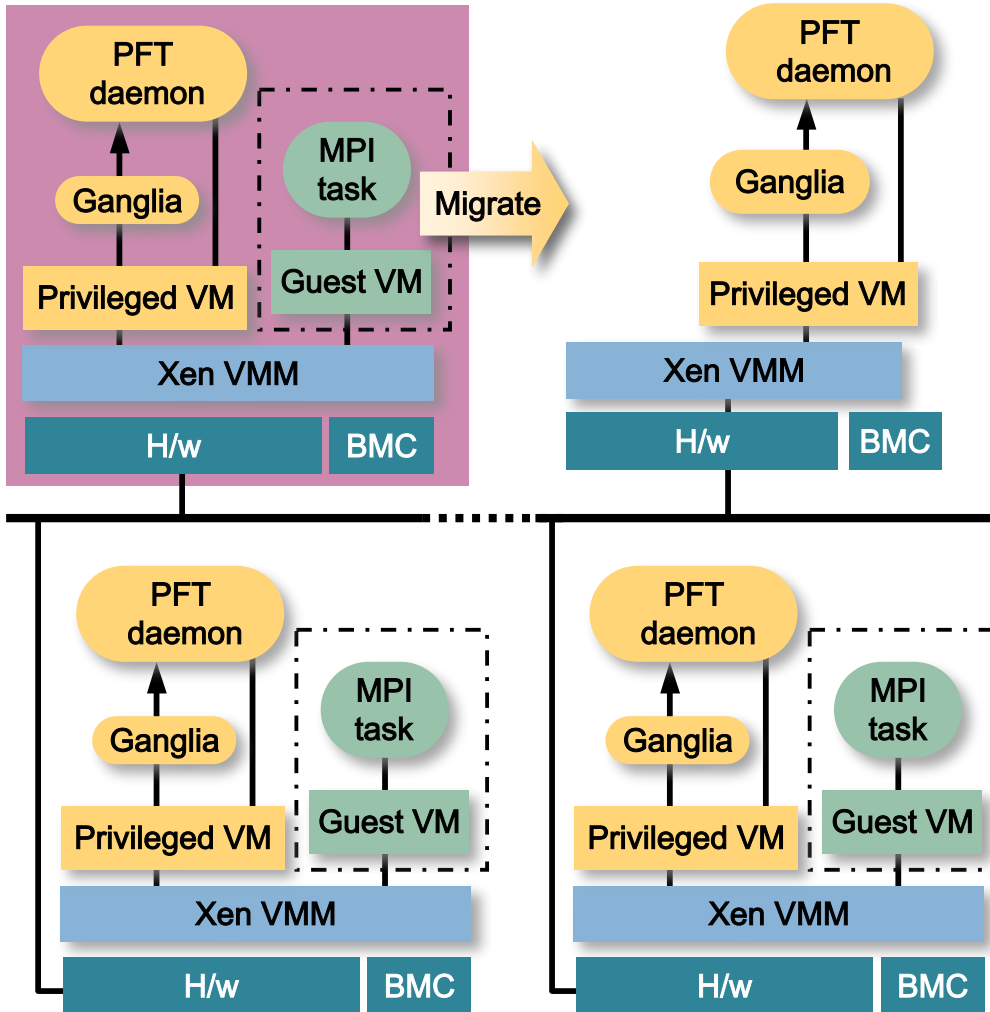 PFT
daemon
Ganglia
MPI
task
Privileged VM
Guest VM
Xen VMM
H/w
BMC
Migrate
PFT
daemon
Ganglia
Privileged VM
Xen VMM
H/w
BMC
PFT
daemon
Ganglia
MPI
task
Privileged VM
Guest VM
Xen VMM
H/w
BMC
PFT
daemon
Ganglia
MPI
task
Privileged VM
Guest VM
Xen VMM
H/w
BMC